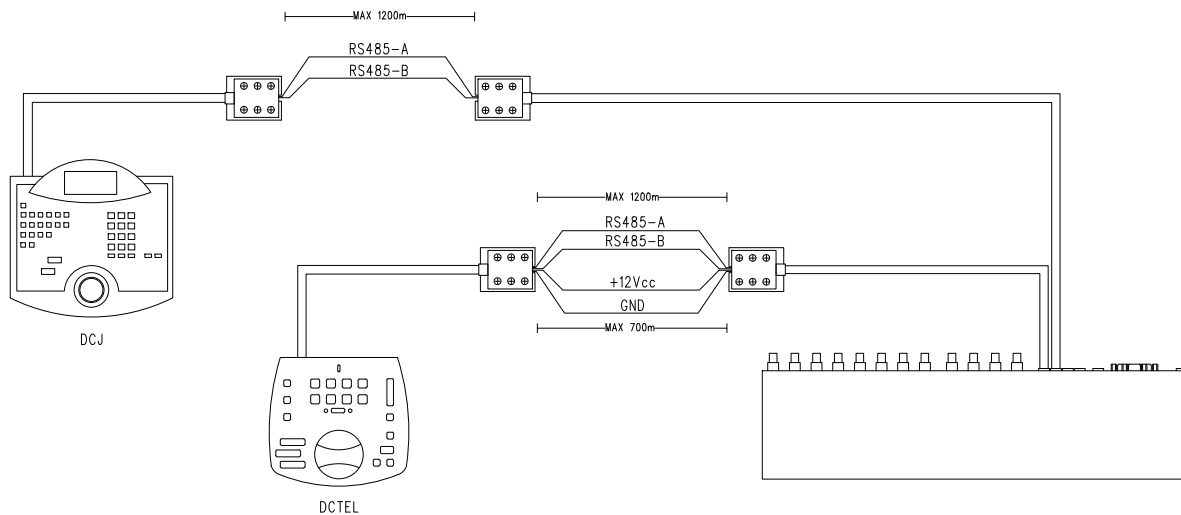 MAX 1200m
RS485-A
RS485-B
MAX 1200m
RS485-A
RS485-B
+12Vcc
GND
MAX 700m
DCJ
DCTEL